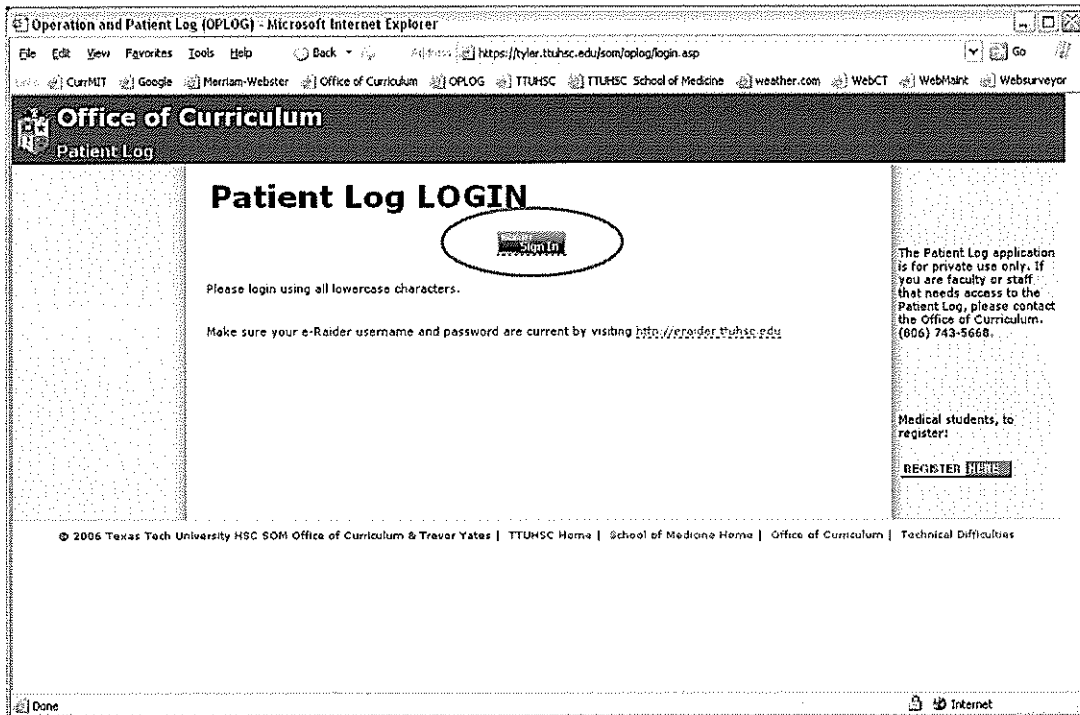 Operation and Patient Log (OPLOG) - Microsoft Internet Explorer
File Edit View Favorites Tools Help Back Address https://tyler.ttuhsc.edu/som/oplog/login.asp Go
CurrMIT Google Merriam-Webster Office of Curriculum OPLOG TTUHSC TTUHSC School of Medicine weather.com WebCT WebMaint Websurveyor
Office of Curriculum
Patient Log
Patient Log LOGIN
Sign In
Please login using all lowercase characters.
Make sure your e-Raider username and password are current by visiting http://eraider.ttuhsc.edu
The Patient Log application
is for private use only. If
you are faculty or staff
that needs access to the
Patient Log, please contact
the Office of Curriculum.
(806) 743-5668.
Medical students, to
register:
REGISTER HERE
© 2006 Texas Tech University HSC SOM Office of Curriculum & Trevor Yates | TTUHSC Home | School of Medicine Home | Office of Curriculum | Technical Difficulties
Done Internet